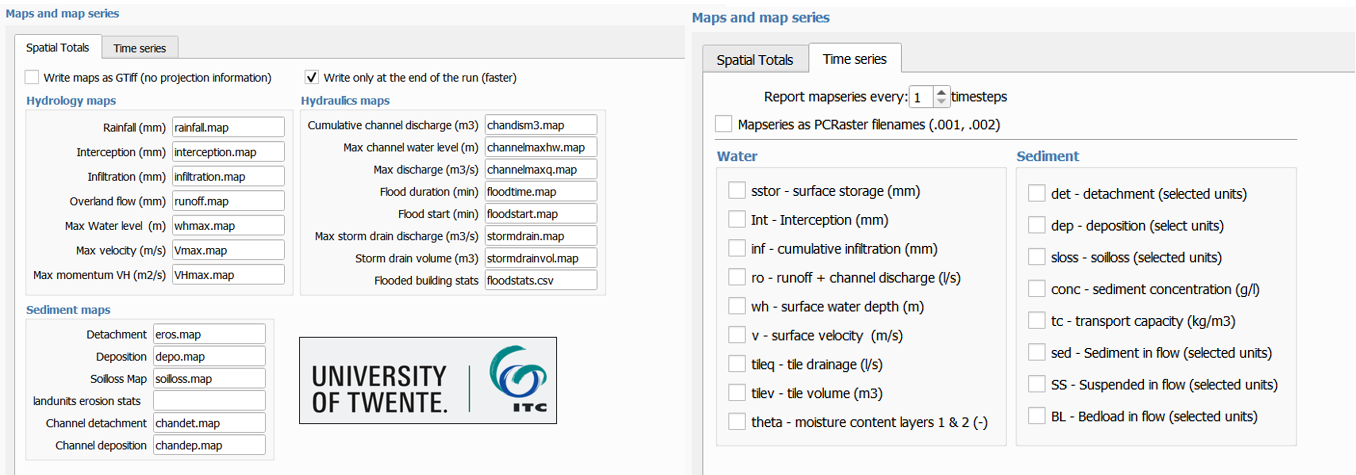 Maps and map series
Spatial Totals
Time series
Write maps as GTiff (no projection information)
Write only at the end of the run (faster)
Hydrology maps
Rainfall (mm) rainfall.map
Interception (mm) interception.map
Infiltration (mm) infiltration.map
Overland flow (mm) runoff.map
Max Water level (m) whmax.map
Max velocity (m/s) Vmax.map
Max momentum VH (m2/s) VHmax.map
Hydraulics maps
Cumulative channel discharge (m3) chandism3.map
Max channel water level (m) channelmaxhw.map
Max discharge (m3/s) channelmaxq.map
Flood duration (min) floodtime.map
Flood start (min) floodstart.map
Max storm drain discharge (m3/s) stormdrain.map
Storm drain volume (m3) stormdrainvol.map
Flooded building stats floodstats.csv
Sediment maps
Detachment eros.map
Deposition depo.map
Soilloss Map soilloss.map
landunits erosion stats
Channel detachment chandet.map
Channel deposition chandep.map
UNIVERSITY
OF TWENTE.
ITC
Maps and map series
Spatial Totals
Time series
Report mapseries every: 1 timesteps
Mapseries as PCRaster filenames (.001, .002)
Water
sstor - surface storage (mm)
Int - Interception (mm)
inf - cumulative infiltration (mm)
ro - runoff + channel discharge (l/s)
wh - surface water depth (m)
v - surface velocity (m/s)
tileq - tile drainage (l/s)
tilev - tile volume (m3)
theta - moisture content layers 1 & 2 (-)
Sediment
det - detachment (selected units)
dep - deposition (select units)
sloss - soilloss (selected units)
conc - sediment concentration (g/l)
tc - transport capacity (kg/m3)
sed - Sediment in flow (selected units)
SS - Suspended in flow (selected units)
BL - Bedload in flow (selected units)